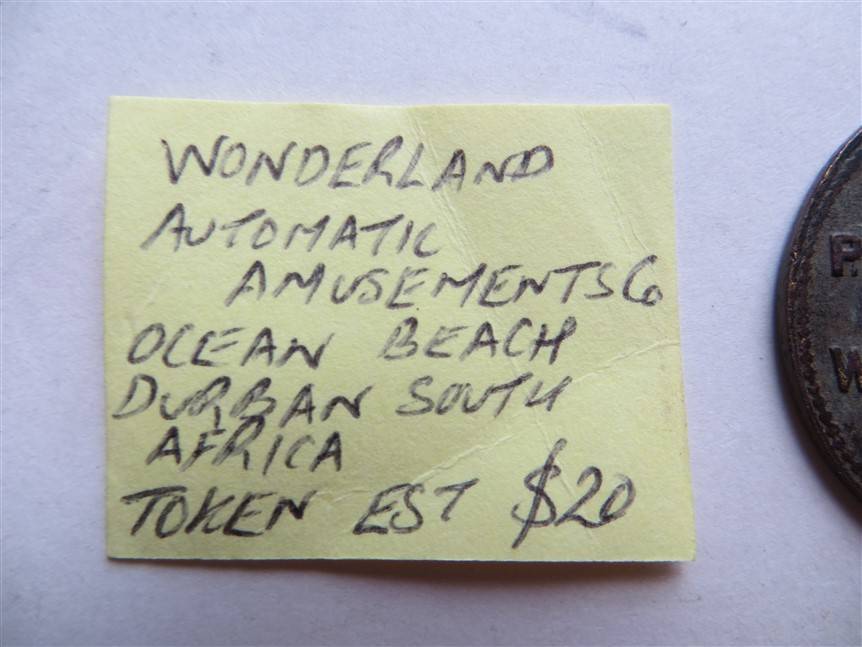 WONDERLAND
AUTOMATIC
AMUSEMENTS Co
OCEAN BEACH
DURBAN SOUTH
AFRICA
TOKEN EST $20